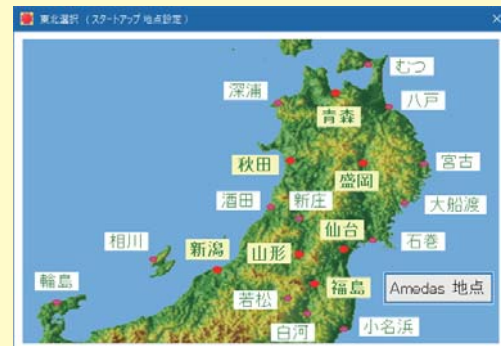 東北選択 (スタートアップ 地点設定)
むつ
深浦
八戸
青森
秋田
宮古
盛岡
酒田
新庄
大船渡
仙台
相川
新潟
山形
石巻
輪島
福島
Amedas 地点
若松
白河
小名浜